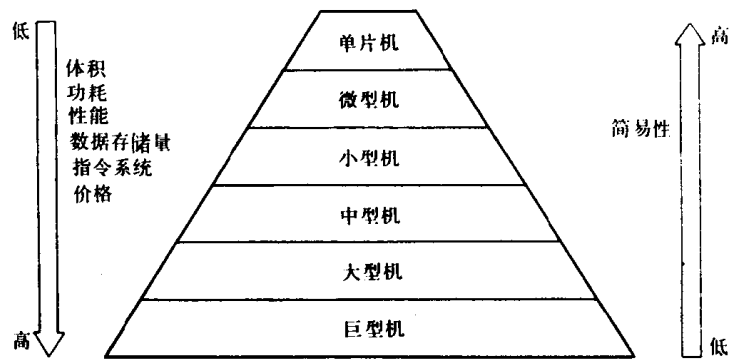 低
体积
功耗
性能
数据存储量
指令系统
价格
高
单片机
微型机
小型机
中型机
大型机
巨型机
高
简易性
低